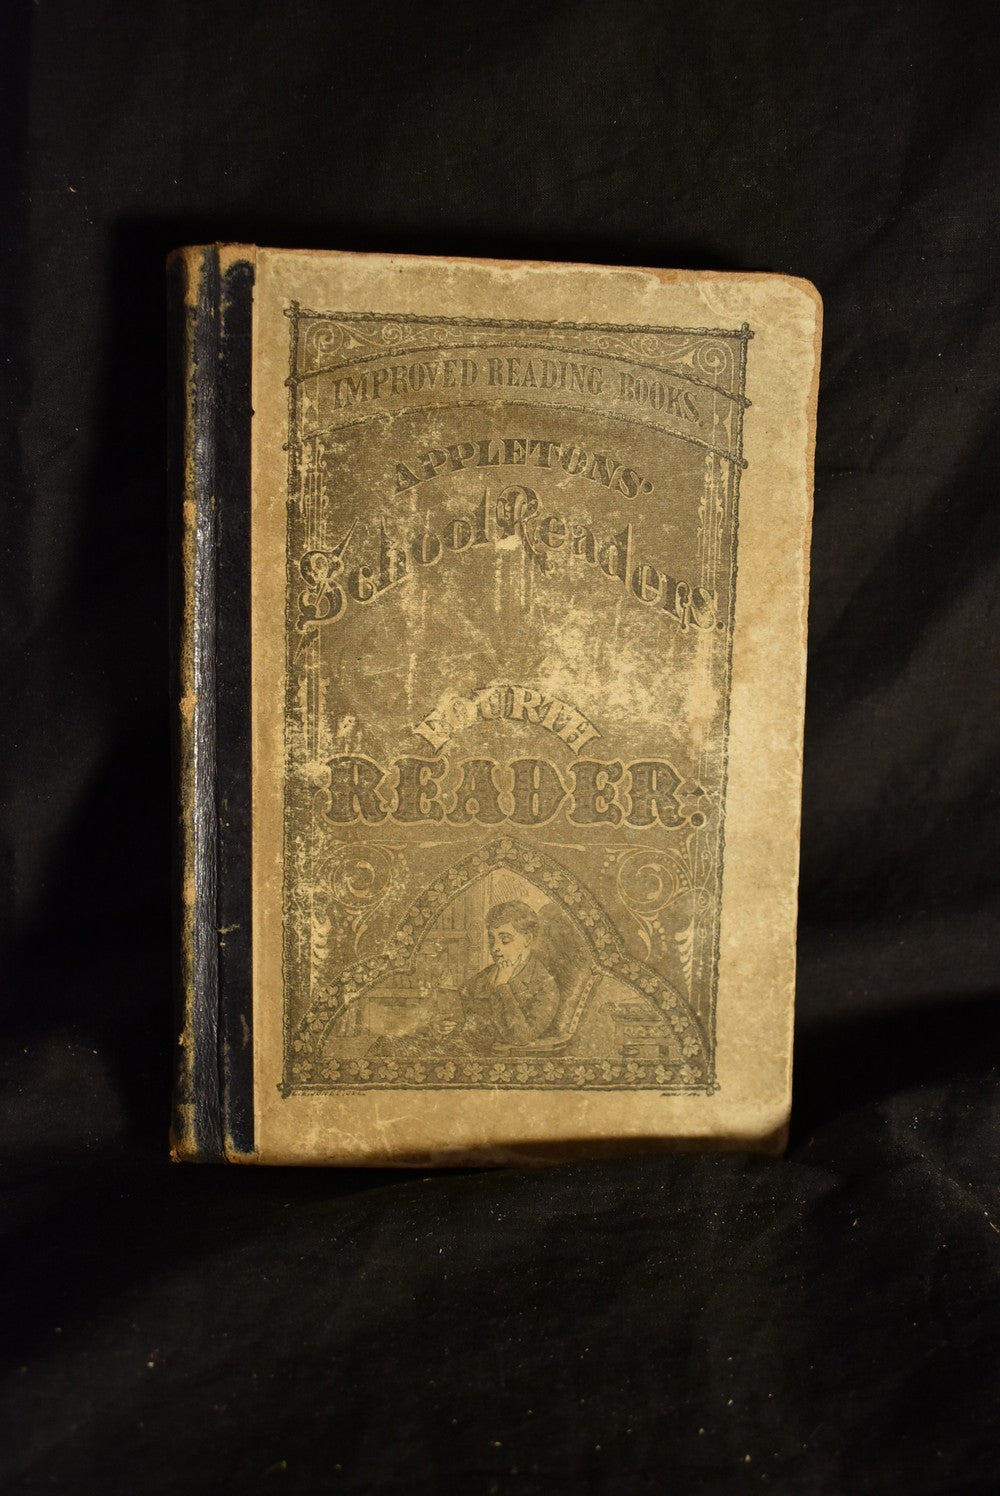 IMPROVED READING BOOKS.
APPLETONS'
School Readers.
FOURTH
READER.